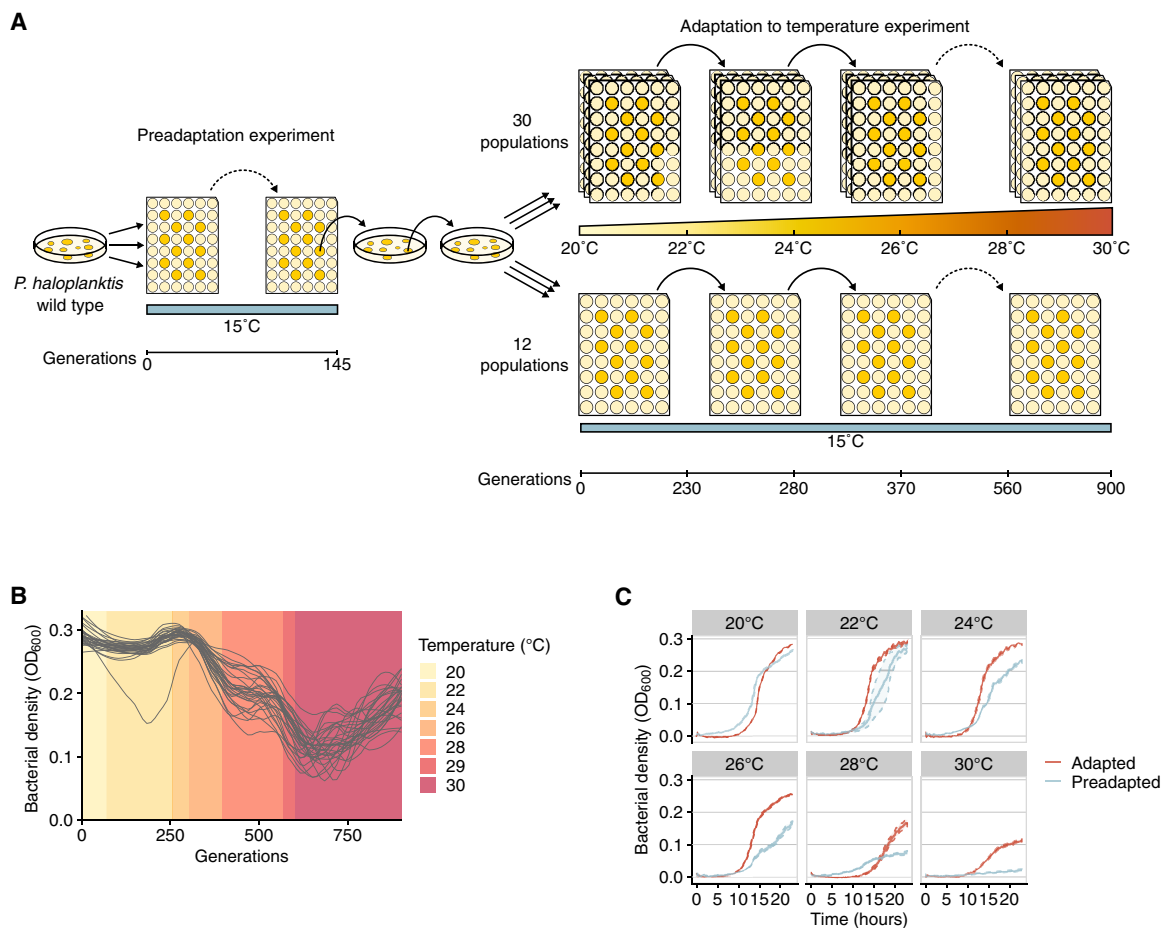 A
Adaptation to temperature experiment
Preadaptation experiment
30
populations
20˚C 22˚C 24˚C 26˚C 28˚C 30˚C
P. haloplanktis
wild type
15˚C
Generations
0 145
12
populations
15˚C
Generations
0 230 280 370 560 900
B
Bacterial density (OD600)
0.3
0.2
0.1
0.0
0 250 500 750
Generations
Temperature (°C)
20
22
24
26
28
29
30
C
Bacterial density (OD600)
20°C 22°C 24°C
0.3
0.2
0.1
0.0
26°C 28°C 30°C
0.3
0.2
0.1
0.0
0 5 10 15 20 0 5 10 15 20 0 5 10 15 20
Time (hours)
Adapted
Preadapted